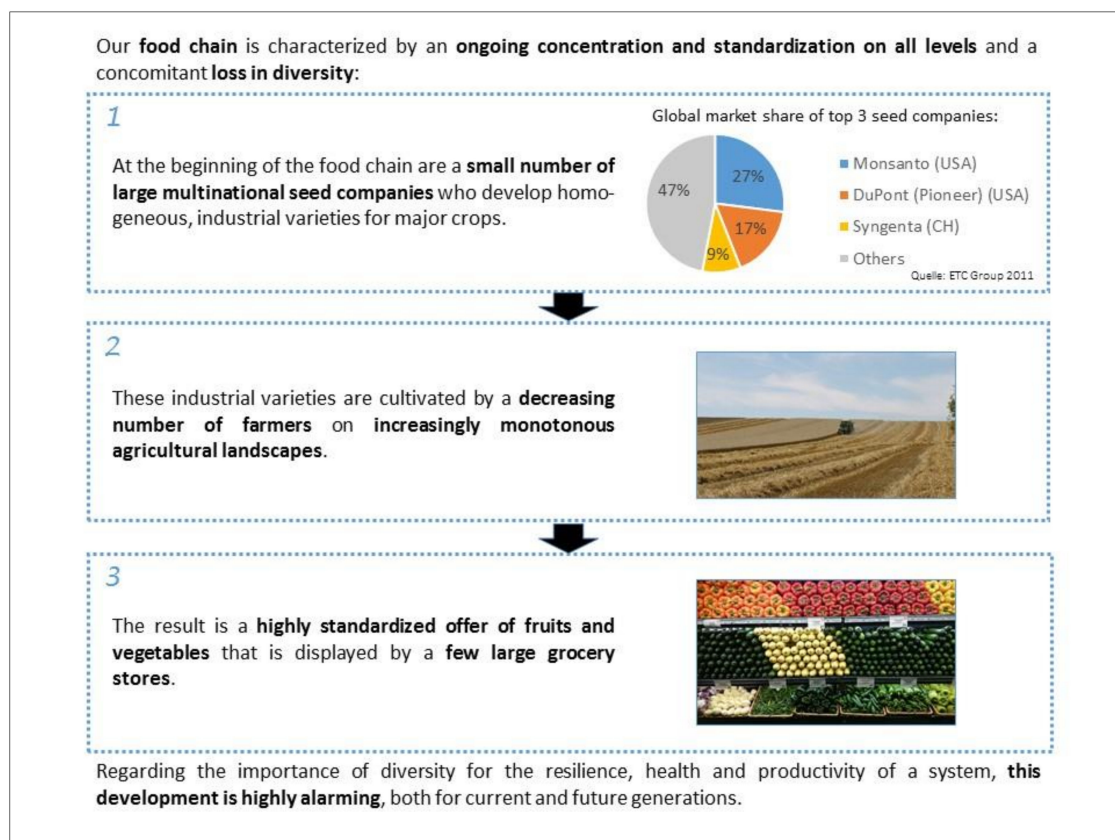 Our food chain is characterized by an ongoing concentration and standardization on all levels and a
concomitant loss in diversity:
1
At the beginning of the food chain are a small number of
large multinational seed companies who develop homo-
geneous, industrial varieties for major crops.
Global market share of top 3 seed companies:
47%
27%
17%
9%
Monsanto (USA)
DuPont (Pioneer) (USA)
Syngenta (CH)
Others
Quelle: ETC Group 2011
2
These industrial varieties are cultivated by a decreasing
number of farmers on increasingly monotonous
agricultural landscapes.
3
The result is a highly standardized offer of fruits and
vegetables that is displayed by a few large grocery
stores.
Regarding the importance of diversity for the resilience, health and productivity of a system, this
development is highly alarming, both for current and future generations.